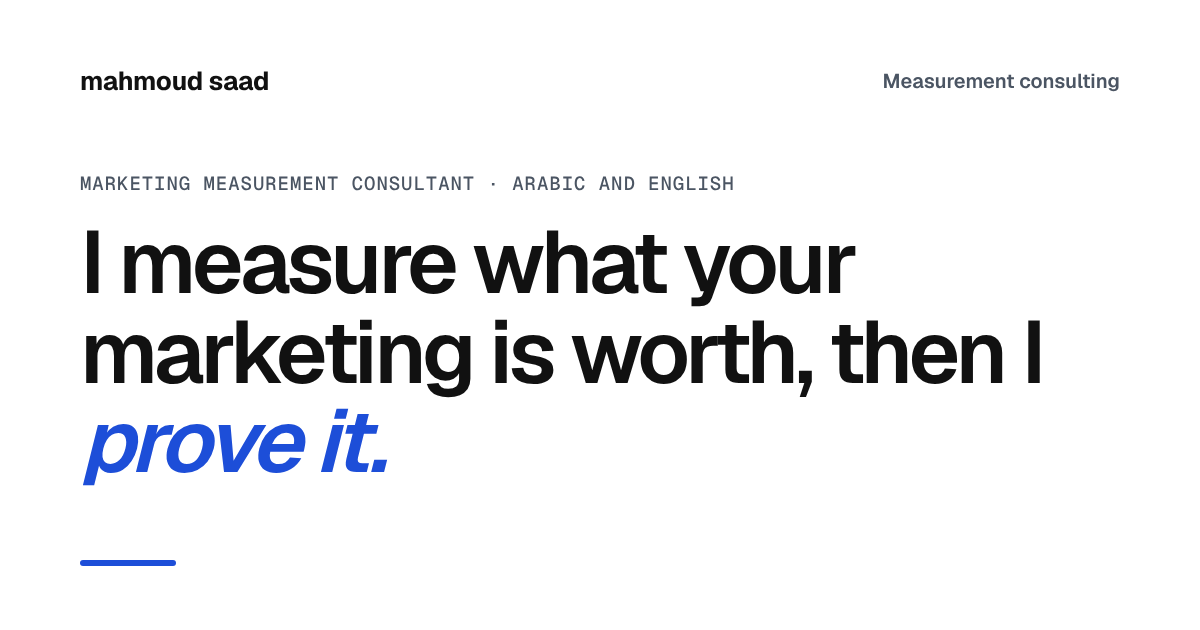 mahmoud saad
Measurement consulting
MARKETING MEASUREMENT CONSULTANT · ARABIC AND ENGLISH
I measure what your
marketing is worth, then I
prove it.